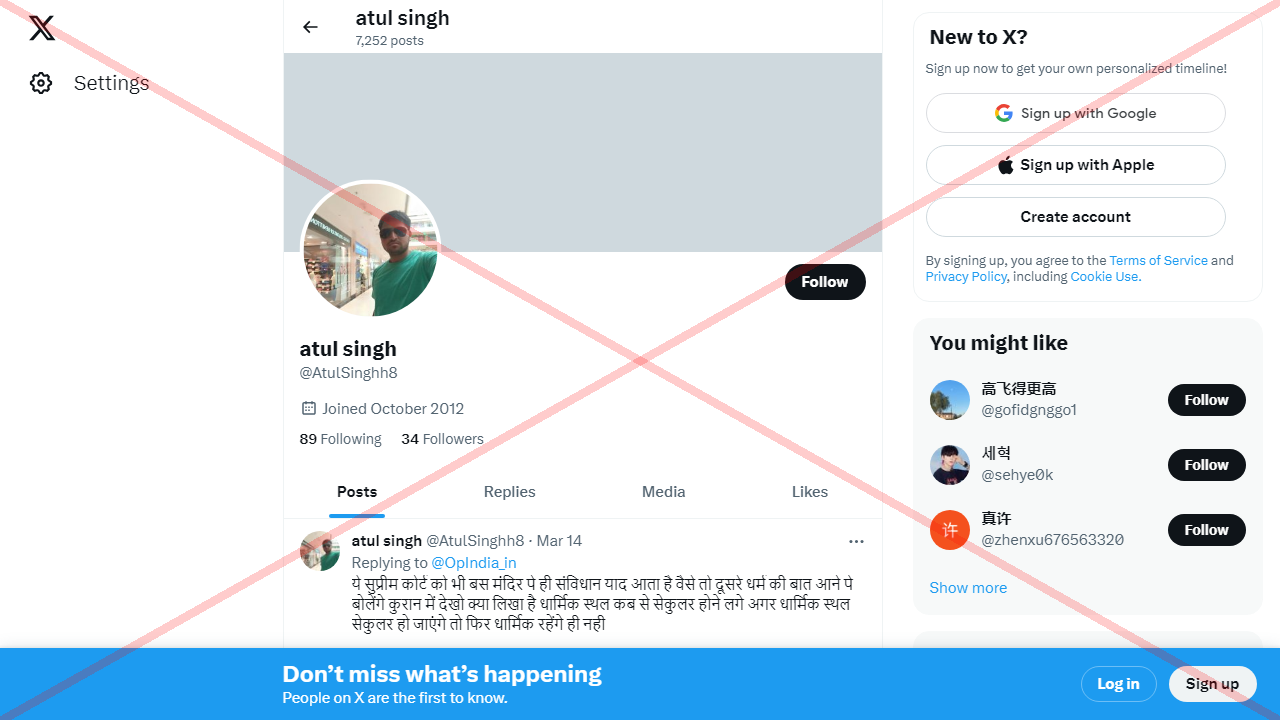 Settings
atul singh
7,252 posts
Follow
atul singh
@AtulSinghh8
Joined October 2012
89 Following 34 Followers
Posts Replies Media Likes
atul singh @AtulSinghh8 · Mar 14
Replying to @OpIndia_in
ये सुप्रीम कोर्ट को भी बस मंदिर पे ही संविधान याद आता है वैसे तो दूसरे धर्म की बात आने पे
बोलेंगे कुरान में देखो क्या लिखा है धार्मिक स्थल कब से सेकुलर होने लगे अगर धार्मिक स्थल
सेकुलर हो जाएंगे तो फिर धार्मिक रहेंगे ही नही
New to X?
Sign up now to get your own personalized timeline!
Sign up with Google
Sign up with Apple
Create account
By signing up, you agree to the Terms of Service and
Privacy Policy, including Cookie Use.
You might like
高飞得更高
@gofidgnggo1
Follow
세혁
@sehye0k
Follow
许
真许
@zhenxu676563320
Follow
Show more
Don’t miss what’s happening
People on X are the first to know.
Log in
Sign up